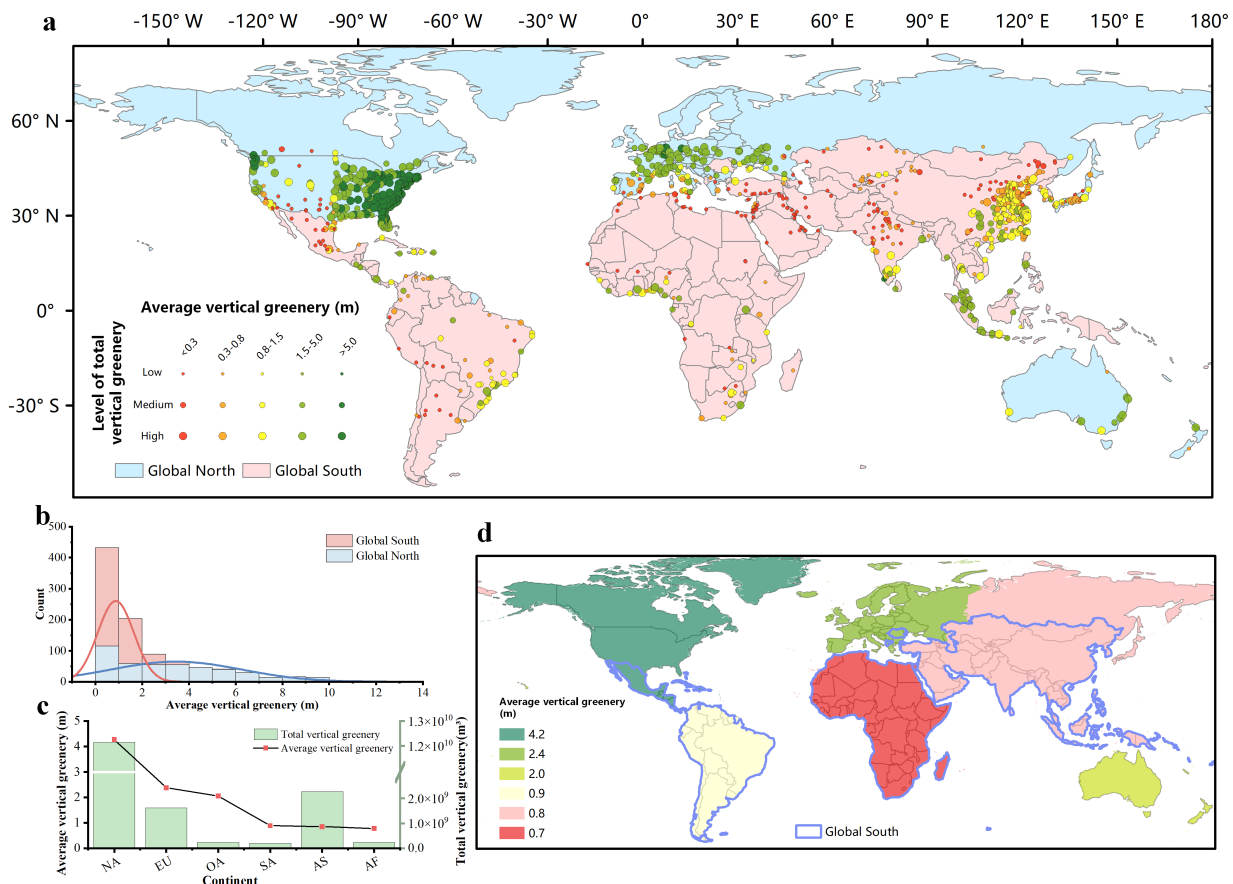 a
-150° -120° -90° -60° -30° 0° 30° E 60° E 90° E 120° E 150° E 180°
60° N
30° N
0°
-30° S
Average vertical greenery (m)
<0.3 0.3-0.8 0.8-1.5 1.5-5.0 >5.0
Level of total
vertical greenery
Low
Medium
High
Global North Global South
b
500
400
300
200
100
0
Count
Global South
Global North
0 2 4 6 8 10 12 14
Average vertical greenery (m)
c
Average vertical greenery (m)
5
4
3
2
1
0
Total vertical greenery
Average vertical greenery
1.3×10¹⁰
1.2×10¹⁰
2.0×10⁹
1.0×10⁹
0.0
Total vertical greenery(m³)
NA EU OA SA AS AF
Continent
d
Average vertical greenery
(m)
4.2
2.4
2.0
0.9
0.8
0.7
Global South